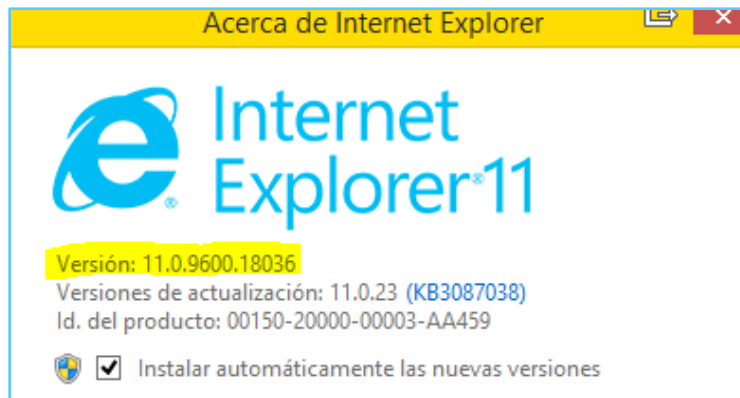 Acerca de Internet Explorer
Internet
Explorer®11
Versión: 11.0.9600.18036
Versiones de actualización: 11.0.23 (KB3087038)
Id. del producto: 00150-20000-00003-AA459
Instalar automáticamente las nuevas versiones